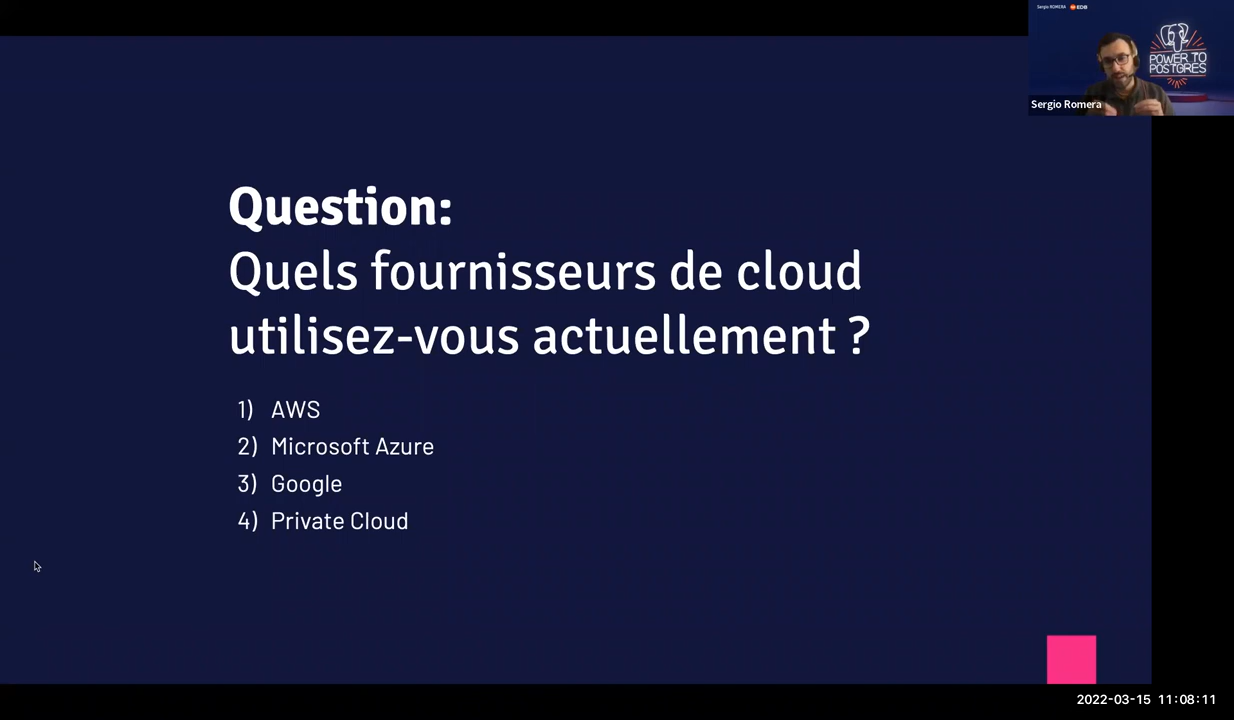 Sergio ROMERA EDB
POWER TO
POSTGRES
Sergio Romera
Question:
Quels fournisseurs de cloud
utilisez-vous actuellement ?
1) AWS
2) Microsoft Azure
3) Google
4) Private Cloud
2022-03-15 11:08:11